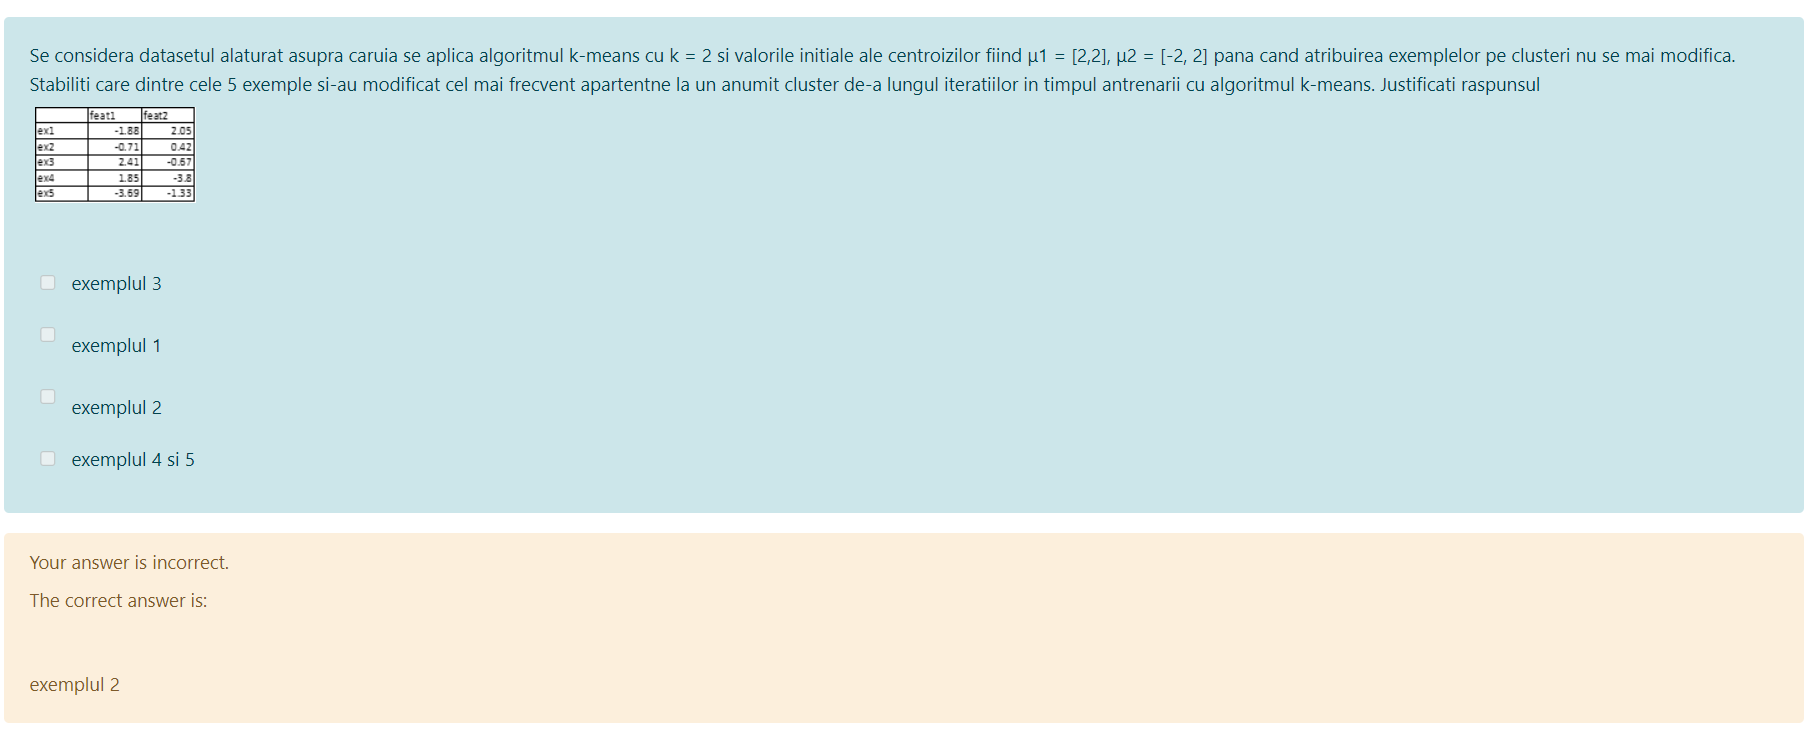 Se considera datasetul alaturat asupra caruia se aplica algoritmul k-means cu k = 2 si valorile initiale ale centroizilor fiind μ1 = [2,2], μ2 = [-2, 2] pana cand atribuirea exemplelor pe clusteri nu se mai modifica.
Stabiliti care dintre cele 5 exemple si-au modificat cel mai frecvent apartentne la un anumit cluster de-a lungul iteratiilor in timpul antrenarii cu algoritmul k-means. Justificati raspunsul
feat1 feat2
ex1 -1.88 2.05
ex2 -0.71 0.42
ex3 2.41 -0.67
ex4 1.85 -3.8
ex5 -3.69 -1.33
exemplul 3
exemplul 1
exemplul 2
exemplul 4 si 5
Your answer is incorrect.
The correct answer is:
exemplul 2